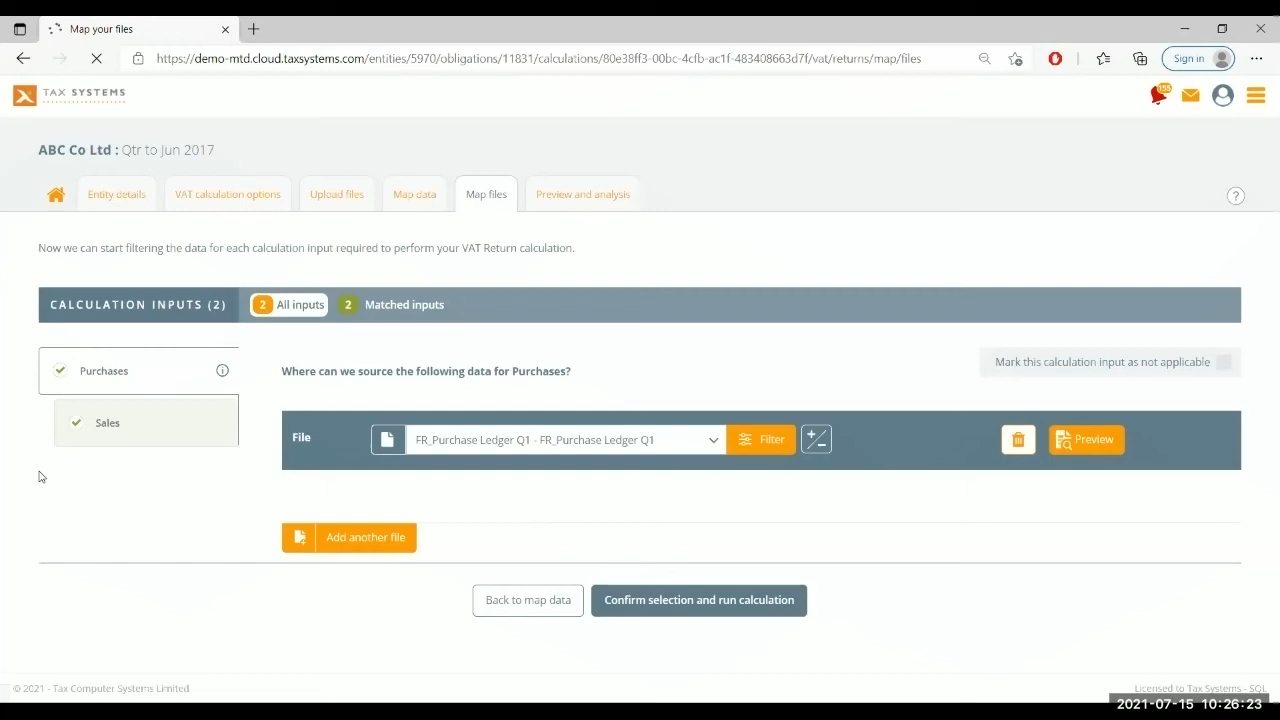 Map your files
https://demo-mtd.cloud.taxsystems.com/entities/5970/obligations/11831/calculations/80e38ff3-00bc-4cfb-ac1f-483408663d7f/vat/returns/map/files
Sign in
TAX SYSTEMS
355
ABC Co Ltd : Qtr to Jun 2017
Entity details
VAT calculation options
Upload files
Map data
Map files
Preview and analysis
?
Now we can start filtering the data for each calculation input required to perform your VAT Return calculation.
CALCULATION INPUTS (2)
2 All inputs
2 Matched inputs
Purchases
Where can we source the following data for Purchases?
Mark this calculation input as not applicable
Sales
File
FR_Purchase Ledger Q1 - FR_Purchase Ledger Q1
Filter
Preview
Add another file
Back to map data
Confirm selection and run calculation
© 2021 - Tax Computer Systems Limited
Licensed to Tax Systems - SQL
2021-07-15 10:26:23